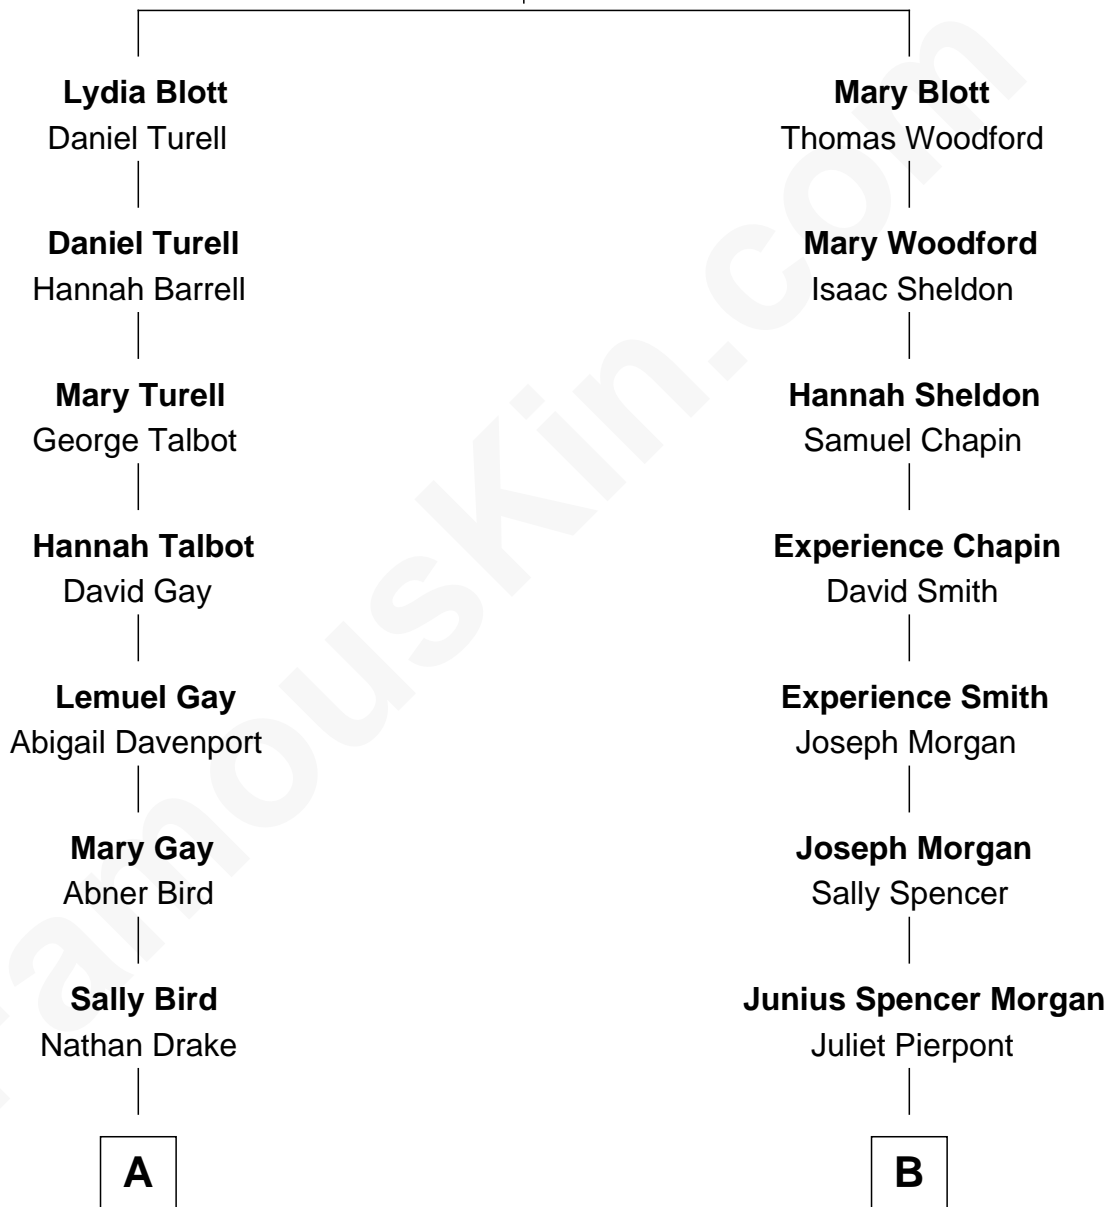 Lydia Blott
Daniel Turell
Mary Blott
Thomas Woodford
Daniel Turell
Hannah Barrell
Mary Woodford
Isaac Sheldon
Mary Turell
George Talbot
Hannah Sheldon
Samuel Chapin
Hannah Talbot
David Gay
Experience Chapin
David Smith
Lemuel Gay
Abigail Davenport
Experience Smith
Joseph Morgan
Mary Gay
Abner Bird
Joseph Morgan
Sally Spencer
Sally Bird
Nathan Drake
Junius Spencer Morgan
Juliet Pierpont
A
B
FamousKin.com